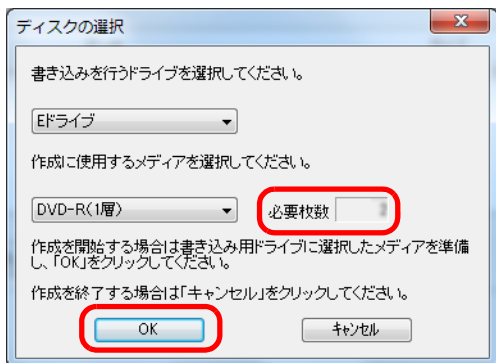 ディスクの選択
書き込みを行うドライブを選択してください。
Eドライブ
作成に使用するメディアを選択してください。
DVD-R(1層) 必要枚数
作成を開始する場合は書き込み用ドライブに選択したメディアを準備
し、「OK」をクリックしてください。
作成を終了する場合は「キャンセル」をクリックしてください。
OK キャンセル